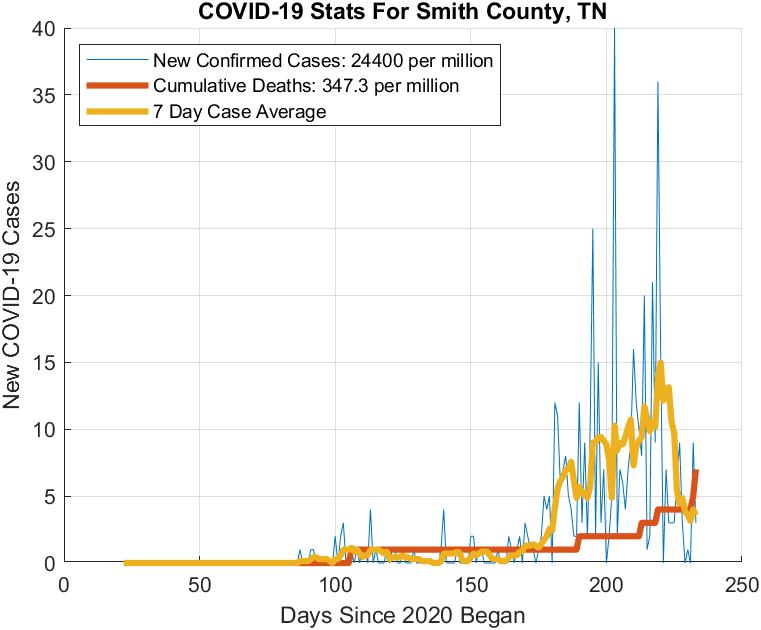 COVID-19 Stats For Smith County, TN
New Confirmed Cases: 24400 per million
Cumulative Deaths: 347.3 per million
7 Day Case Average
New COVID-19 Cases
40
35
30
25
20
15
10
5
0
0 50 100 150 200 250
Days Since 2020 Began